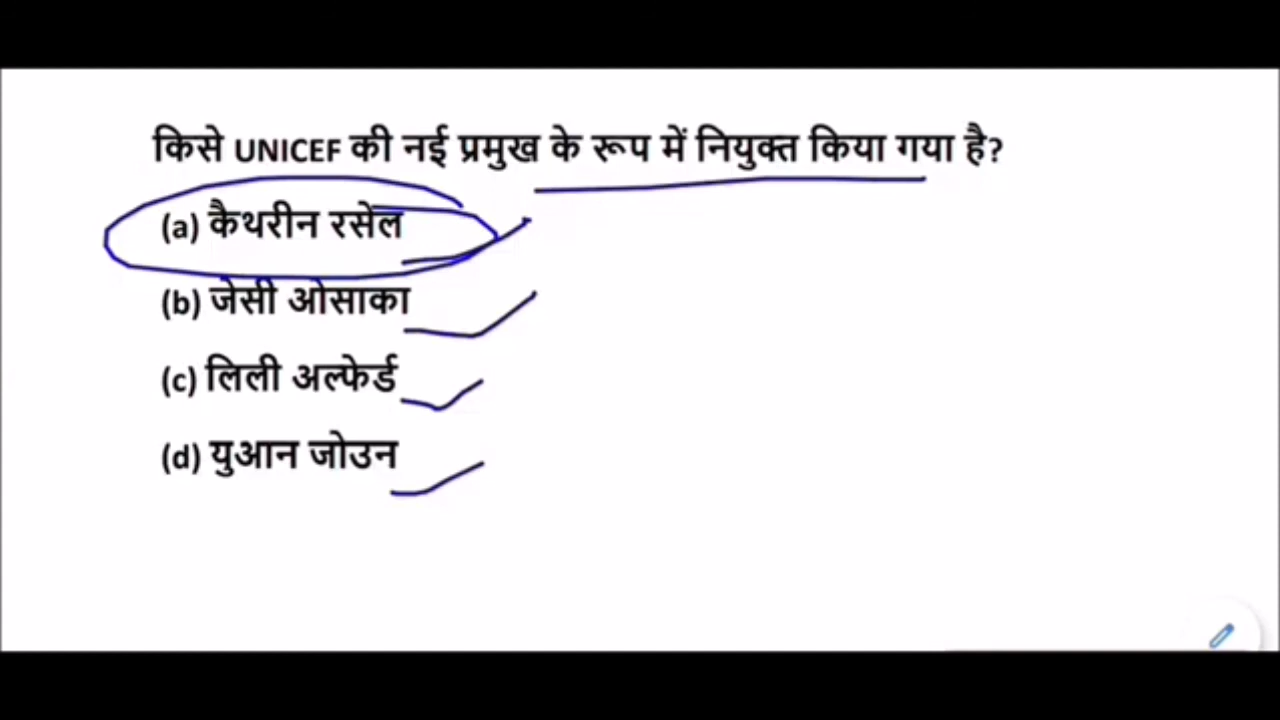 किसे UNICEF की नई प्रमुख के रूप में नियुक्त किया गया है?
(a) कैथरीन रसेल
(b) जेसी ओसाका
(c) लिली अल्फेर्ड
(d) युआन जोउन